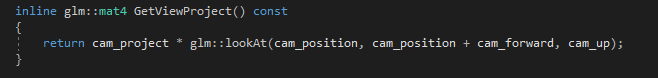 inline glm::mat4 GetViewProject() const
{
return cam_project * glm::lookAt(cam_position, cam_position + cam_forward, cam_up);
}